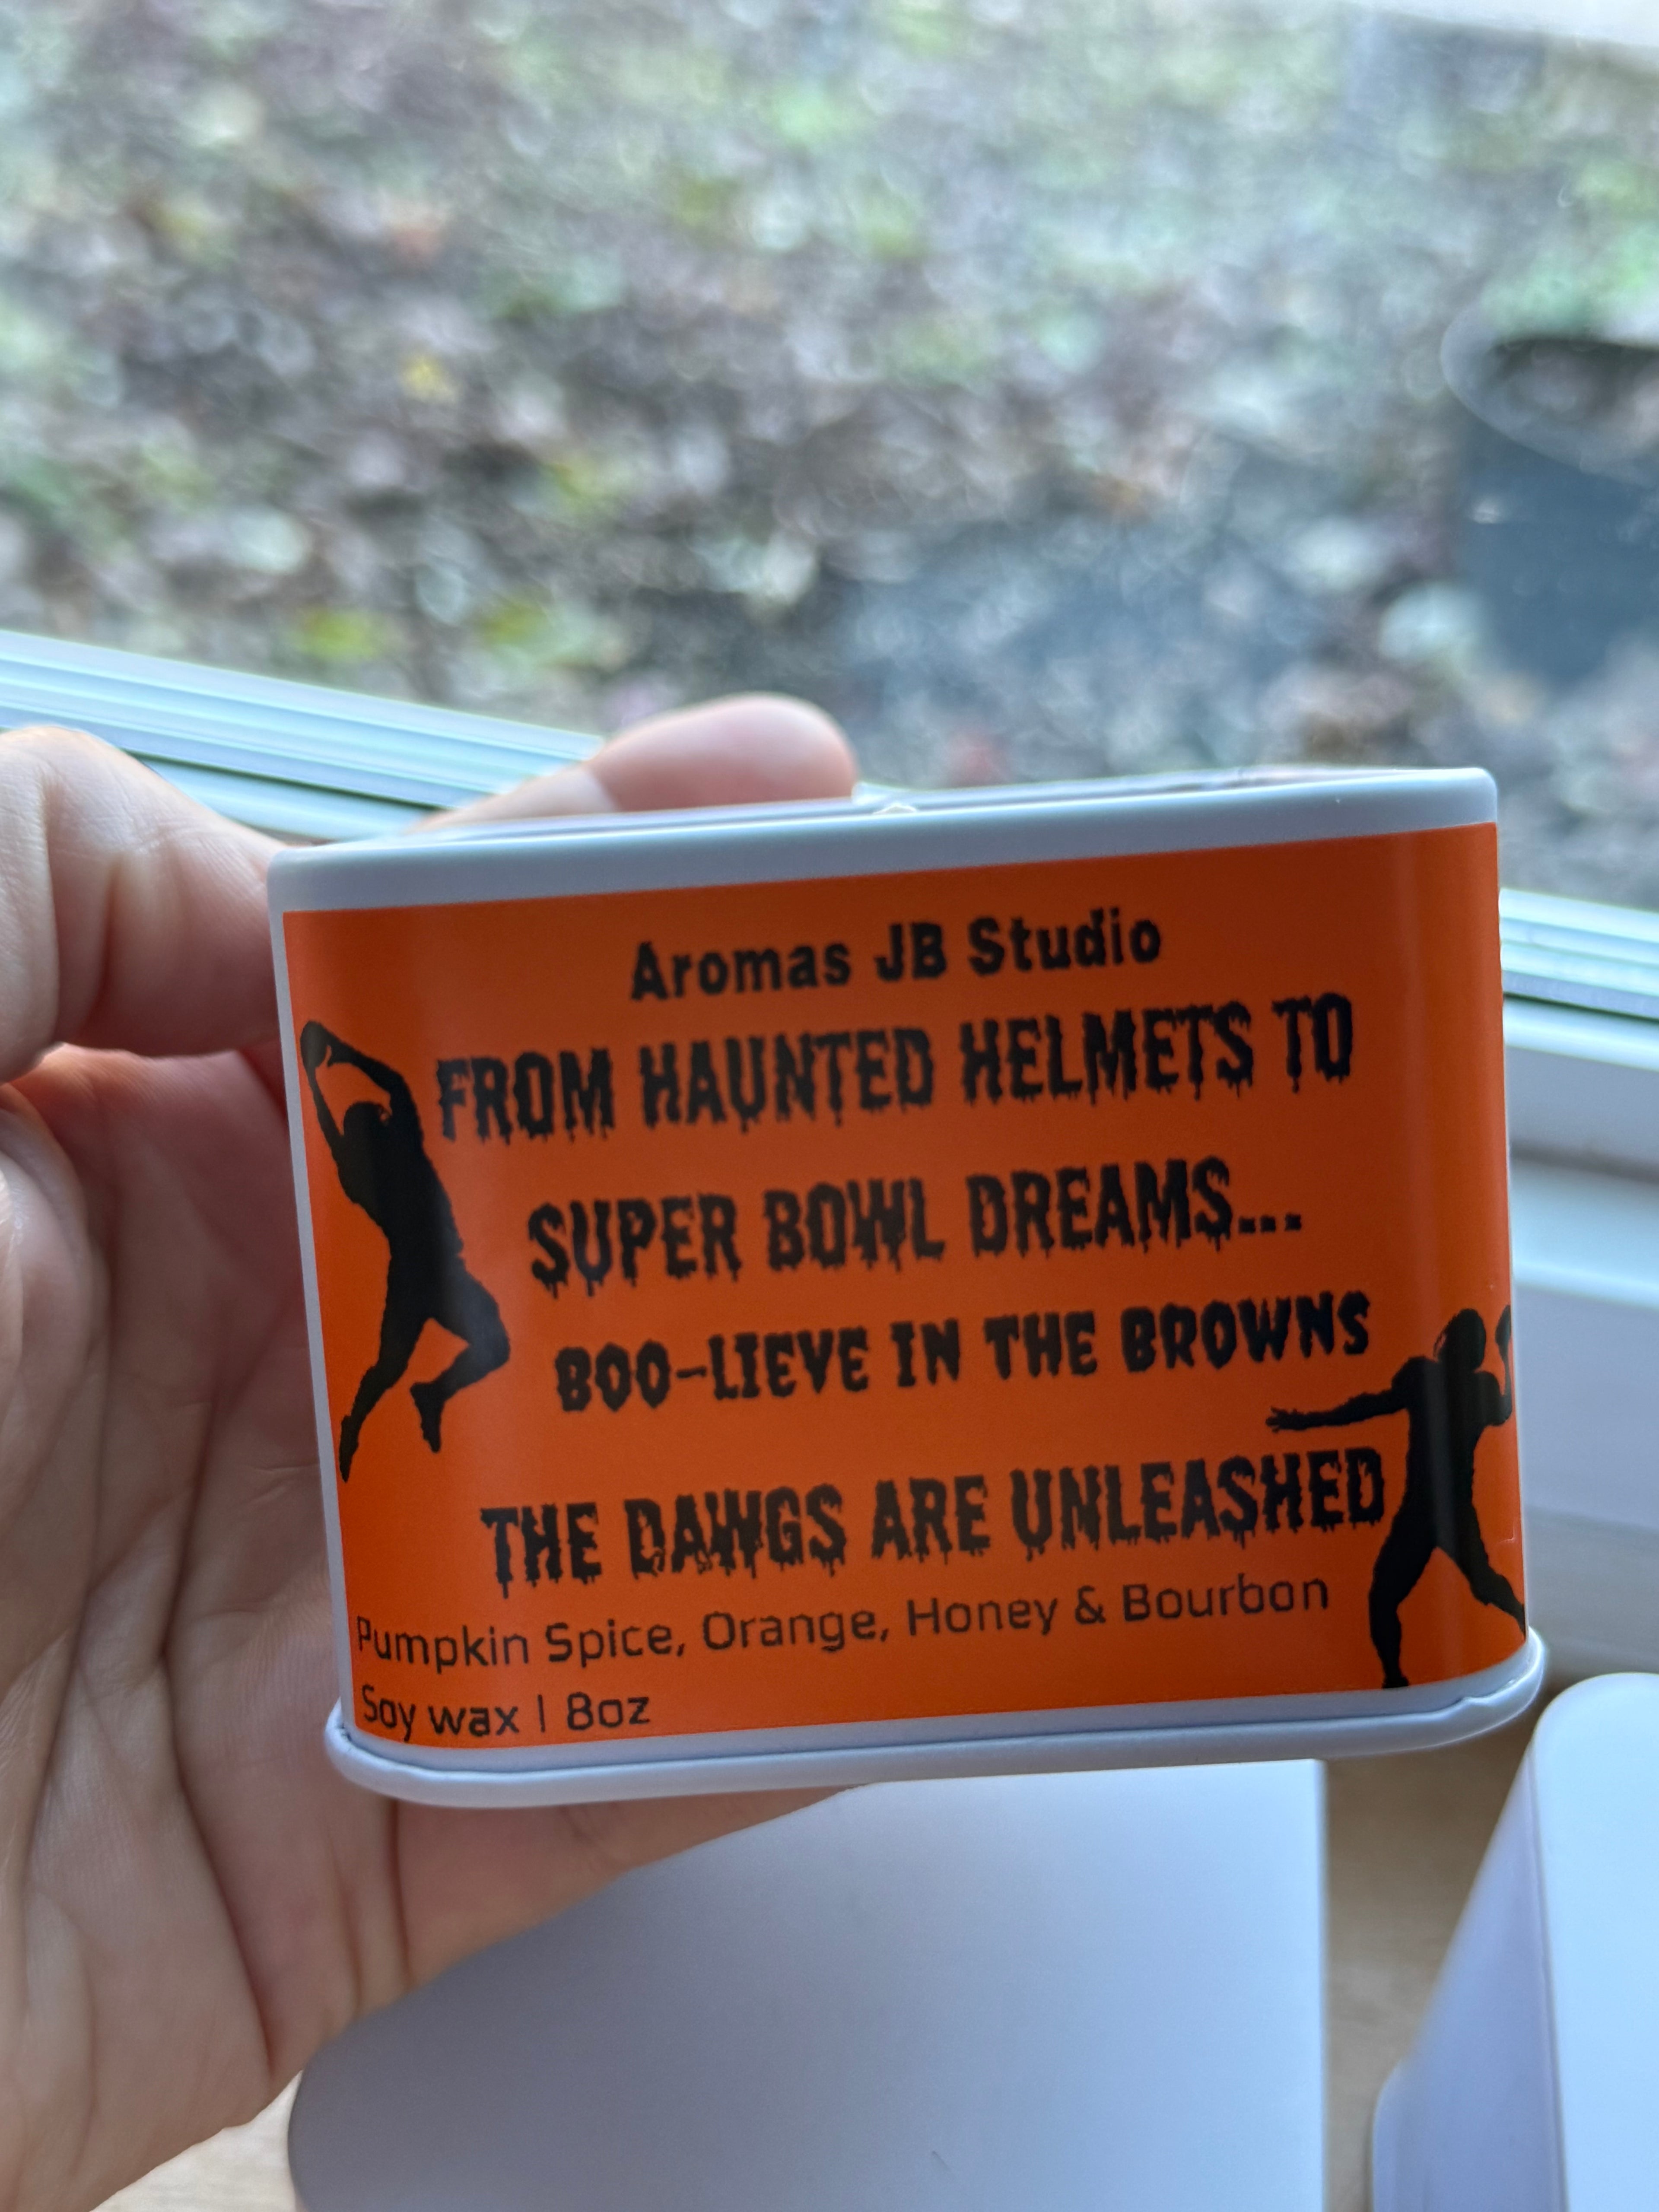 Aromas JB Studio
FROM HAUNTED HELMETS TO
SUPER BOWL DREAMS...
BOO-LIEVE IN THE BROWNS
THE DAWGS ARE UNLEASHED
Pumpkin Spice, Orange, Honey & Bourbon
Soy wax | 8oz